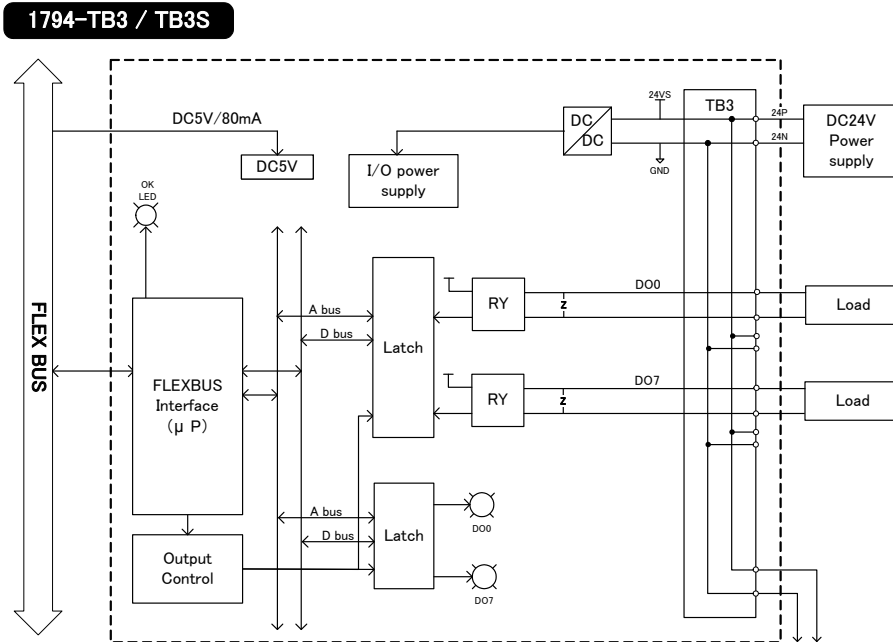 1794-TB3 / TB3S
DC5V/80mA
DC5V
OK
LED
I/O power
supply
DC
DC
24VS
GND
TB3
24P
24N
DC24V
Power
supply
FLEX BUS
FLEXBUS
Interface
(μ P)
A bus
D bus
Latch
RY
z
DO0
Load
RY
z
DO7
Load
Output
Control
A bus
D bus
Latch
DO0
DO7